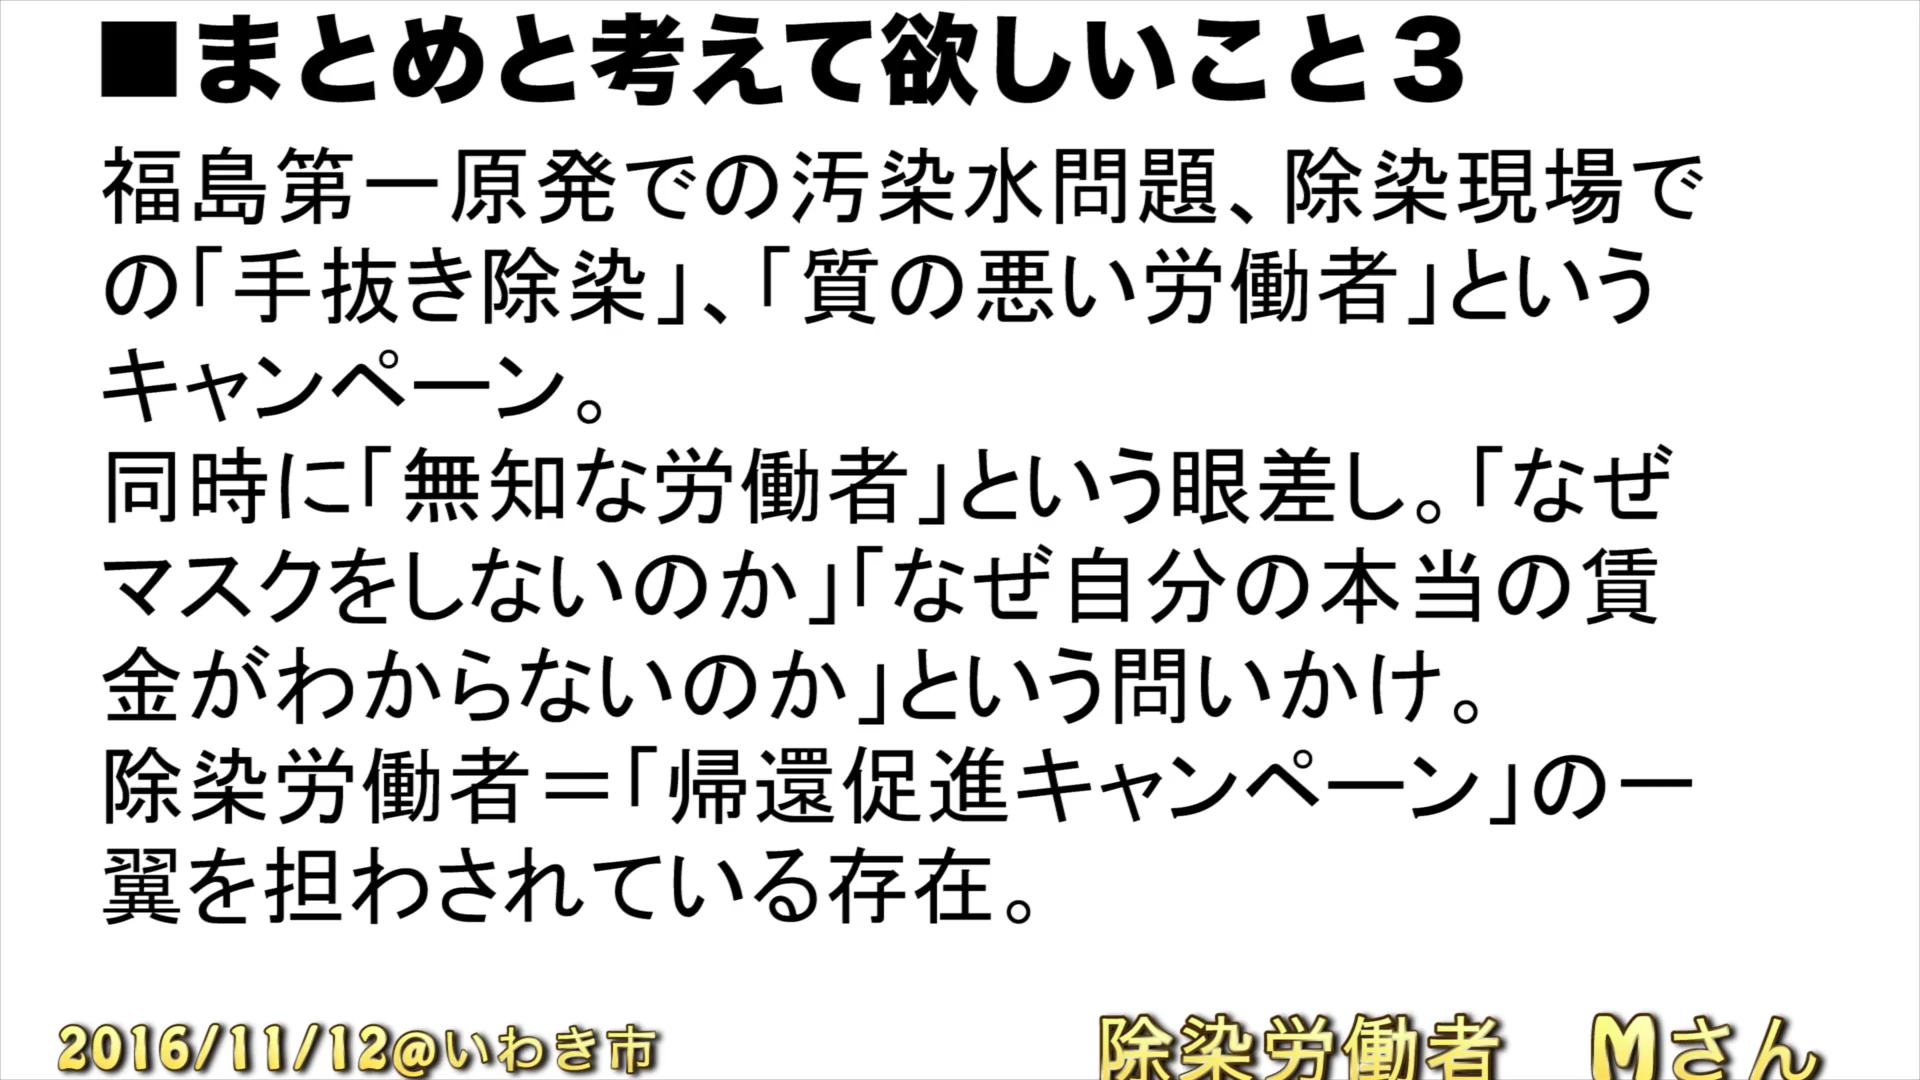 ■まとめと考えて欲しいこと３
福島第一原発での汚染水問題、除染現場で
の「手抜き除染」、「質の悪い労働者」という
キャンペーン。
同時に「無知な労働者」という眼差し。「なぜ
マスクをしないのか」「なぜ自分の本当の賃
金がわからないのか」という問いかけ。
除染労働者＝「帰還促進キャンペーン」の一
翼を担わされている存在。
2016/11/12@いわき市
除染労働者　Mさん